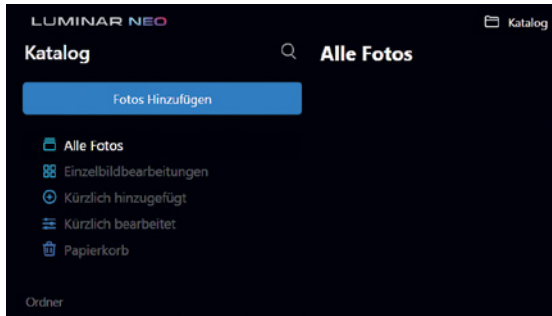 LUMINAR NEO
Katalog
Katalog
Alle Fotos
Fotos Hinzufügen
Alle Fotos
Einzelbildbearbeitungen
Kürzlich hinzugefügt
Kürzlich bearbeitet
Papierkorb
Ordner